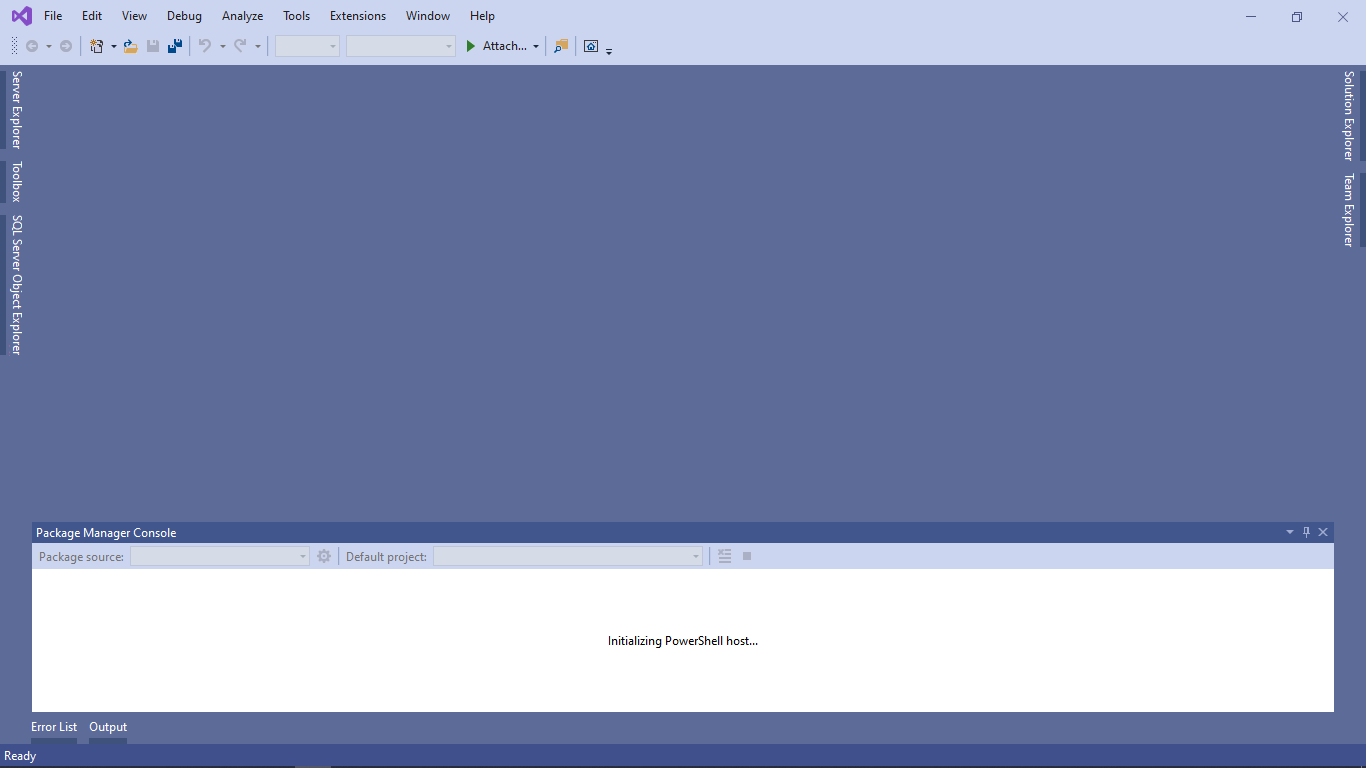 File Edit View Debug Analyze Tools Extensions Window Help
Attach...
Server Explorer
Toolbox
SQL Server Object Explorer
Solution Explorer
Team Explorer
Package Manager Console
Package source: Default project:
Initializing PowerShell host...
Error List Output
Ready